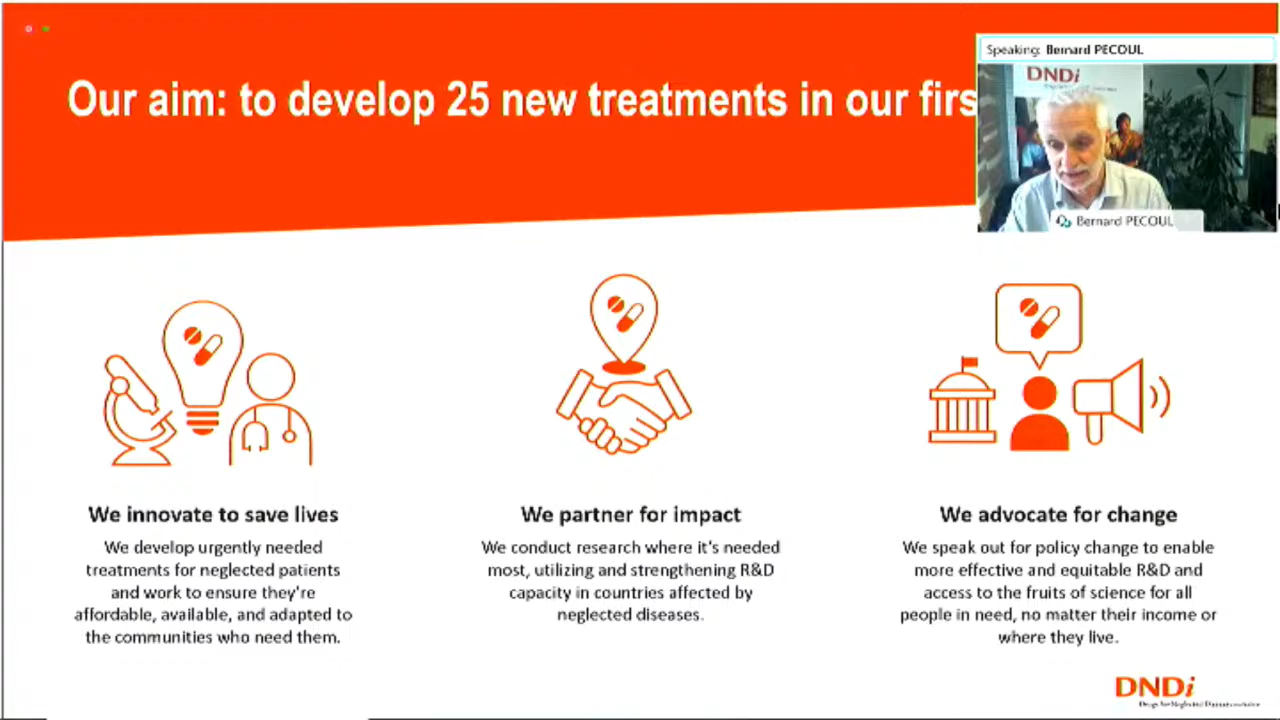 Our aim: to develop 25 new treatments in our firs
Speaking: Bernard PECOUL
DNDi
Bernard PECOUL
We innovate to save lives
We develop urgently needed
treatments for neglected patients
and work to ensure they're
affordable, available, and adapted to
the communities who need them.
We partner for impact
We conduct research where it's needed
most, utilizing and strengthening R&D
capacity in countries affected by
neglected diseases.
We advocate for change
We speak out for policy change to enable
more effective and equitable R&D and
access to the fruits of science for all
people in need, no matter their income or
where they live.
DNDi
Drugs for Neglected Diseases initiative